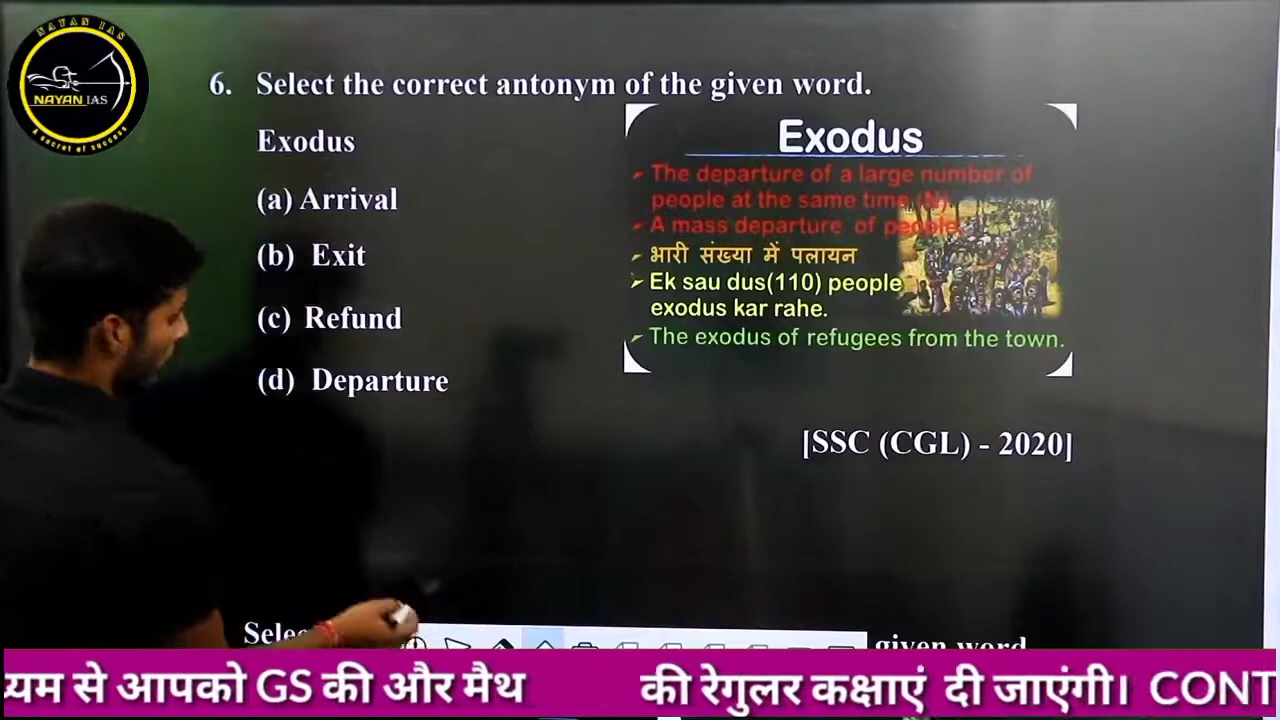 NAYAN IAS
NAYAN IAS
A secret of success
6. Select the correct antonym of the given word.
Exodus
(a) Arrival
(b) Exit
(c) Refund
(d) Departure
Exodus
The departure of a large number of
people at the same time (N).
A mass departure of people
भारी संख्या में पलायन
Ek sau dus(110) people
exodus kar rahe.
The exodus of refugees from the town.
[SSC (CGL) - 2020]
given word
से आपको GS की और मैथ की रेगुलर कक्षाएं दी जाएंगी। CONT